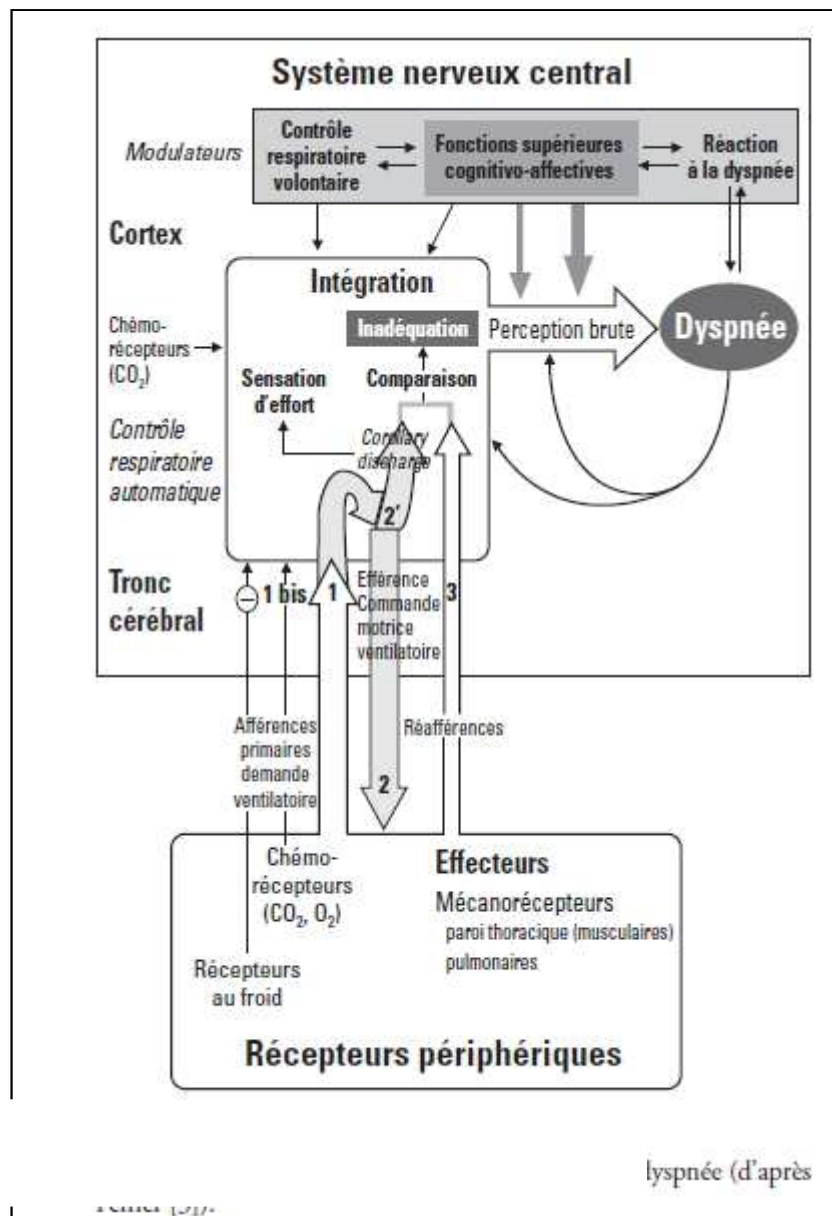 Système nerveux central
Modulateurs
Contrôle
respiratoire
volontaire
Fonctions supérieures
cognitivo-affectives
Réaction
à la dyspnée
Cortex
Intégration
Chémo-
récepteurs
(CO₂)
Inadéquation
Perception brute
Dyspnée
Sensation
d'effort
Comparaison
Contrôle
respiratoire
automatique
Corollary
discharge
2'
Tronc
cérébral
−
1 bis
1
Efférence
Commande
motrice
ventilatoire
3
Afférences
primaires
demande
ventilatoire
Réafférences
2
Chémo-
récepteurs
(CO₂, O₂)
Effecteurs
Mécanorécepteurs
paroi thoracique (musculaires)
pulmonaires
Récepteurs
au froid
Récepteurs périphériques
lyspnée (d'après